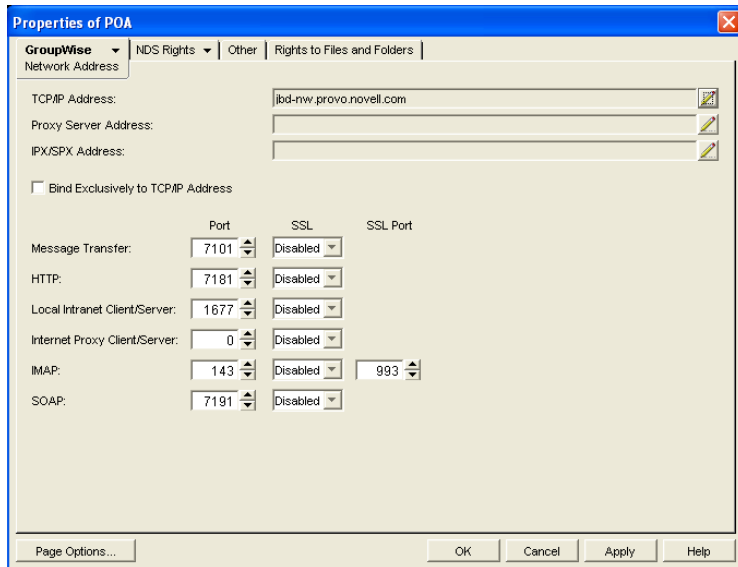 Properties of POA
GroupWise NDS Rights Other Rights to Files and Folders
Network Address
TCP/IP Address: jbd-nw.provo.novell.com
Proxy Server Address:
IPX/SPX Address:
Bind Exclusively to TCP/IP Address
Port SSL SSL Port
Message Transfer: 7101 Disabled
HTTP: 7181 Disabled
Local Intranet Client/Server: 1677 Disabled
Internet Proxy Client/Server: 0 Disabled
IMAP: 143 Disabled 993
SOAP: 7191 Disabled
Page Options... OK Cancel Apply Help